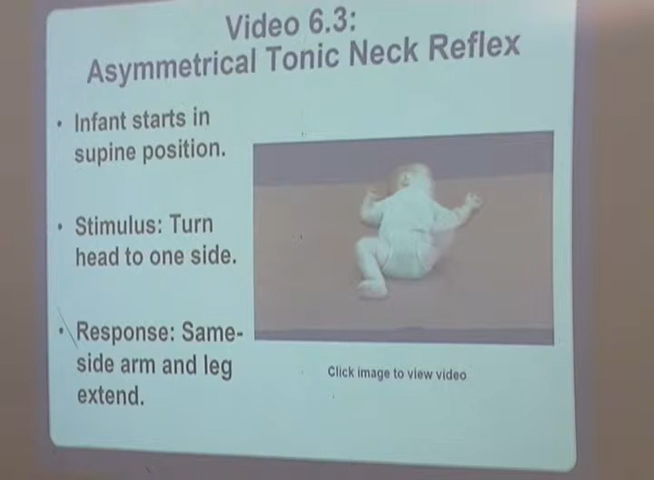 Video 6.3:
Asymmetrical Tonic Neck Reflex
• Infant starts in
supine position.
• Stimulus: Turn
head to one side.
• Response: Same-
side arm and leg
extend.
Click image to view video